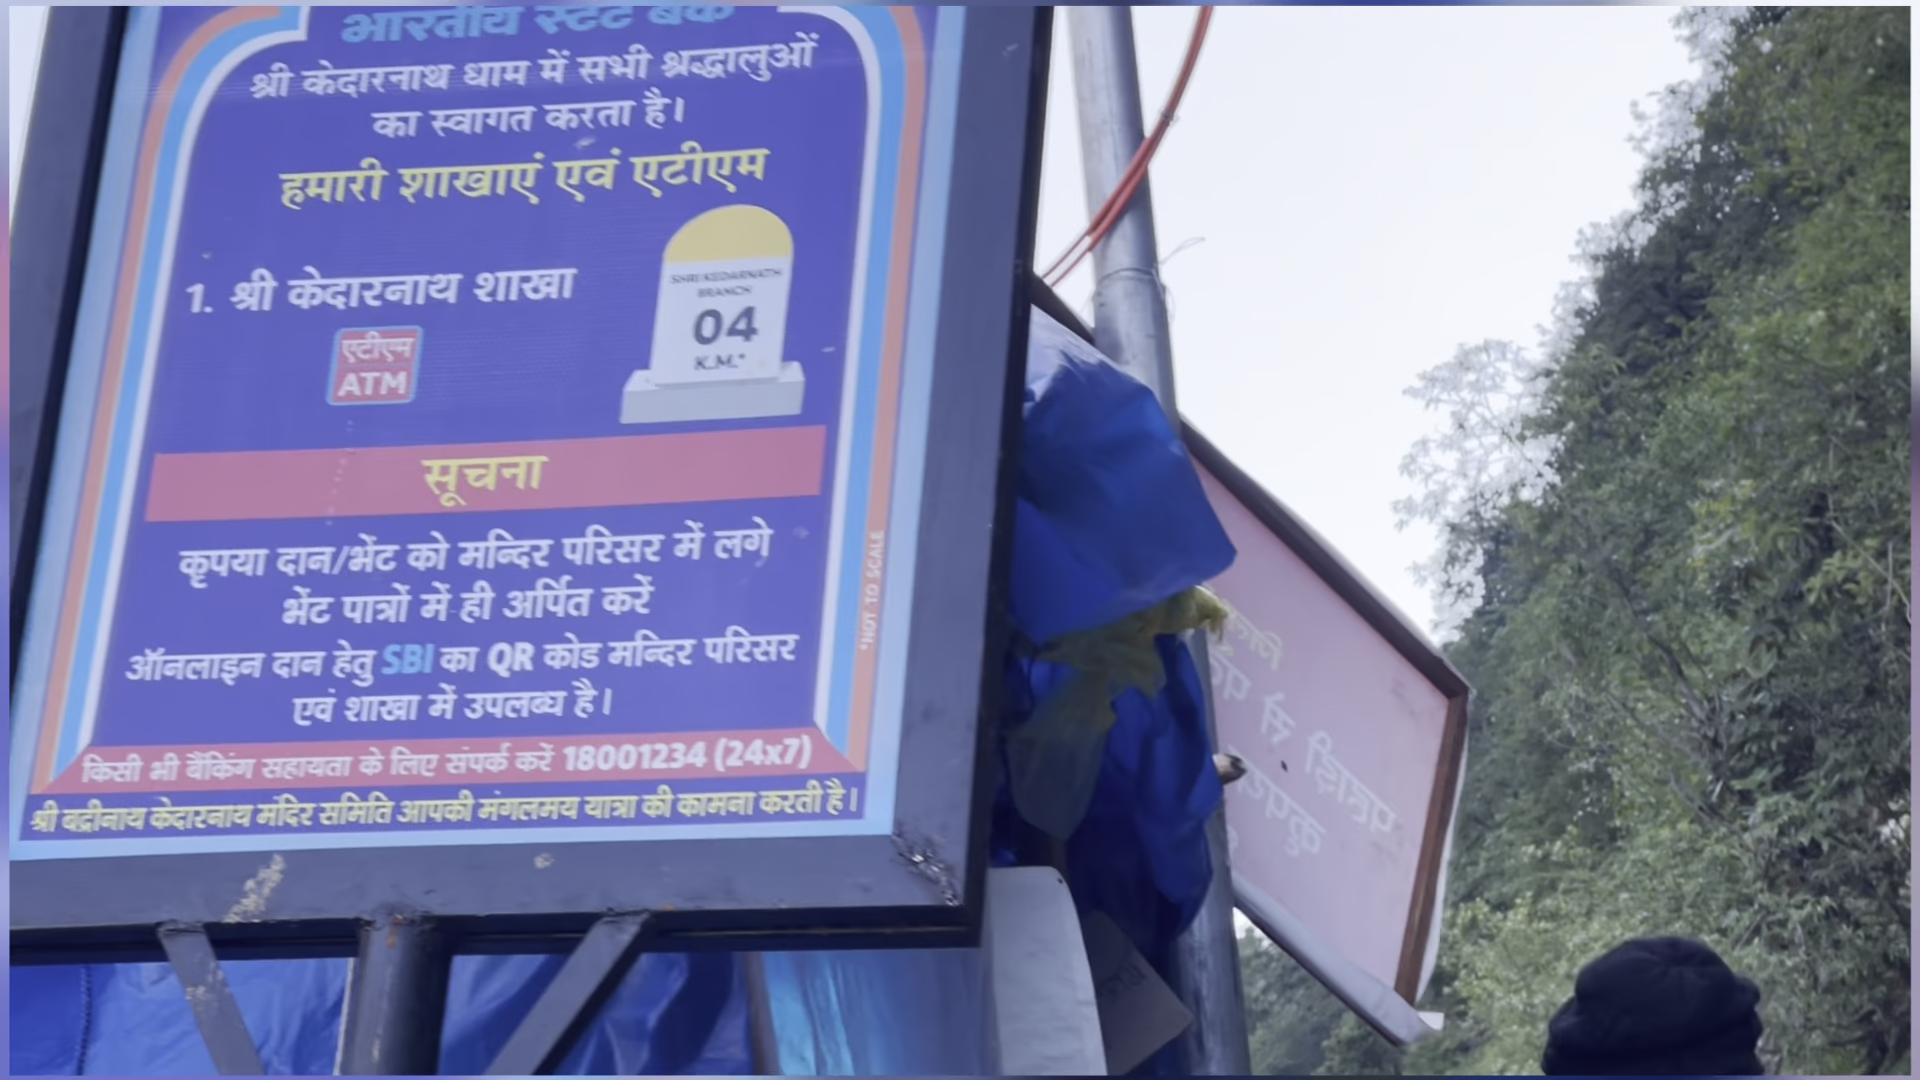 भारतीय स्टेट बैंक
श्री केदारनाथ धाम में सभी श्रद्धालुओं
का स्वागत करता है।
हमारी शाखाएं एवं एटीएम
1. श्री केदारनाथ शाखा
एटीएम
ATM
SHRI KEDARNATH
BRANCH
04
K.M.*
सूचना
कृपया दान/भेंट को मन्दिर परिसर में लगे
भेंट पात्रों में ही अर्पित करें
ऑनलाइन दान हेतु SBI का QR कोड मन्दिर परिसर
एवं शाखा में उपलब्ध है।
*NOT TO SCALE
किसी भी बैंकिंग सहायता के लिए संपर्क करें 18001234 (24x7)
श्री बद्रीनाथ केदारनाथ मंदिर समिति आपकी मंगलमय यात्रा की कामना करती है।